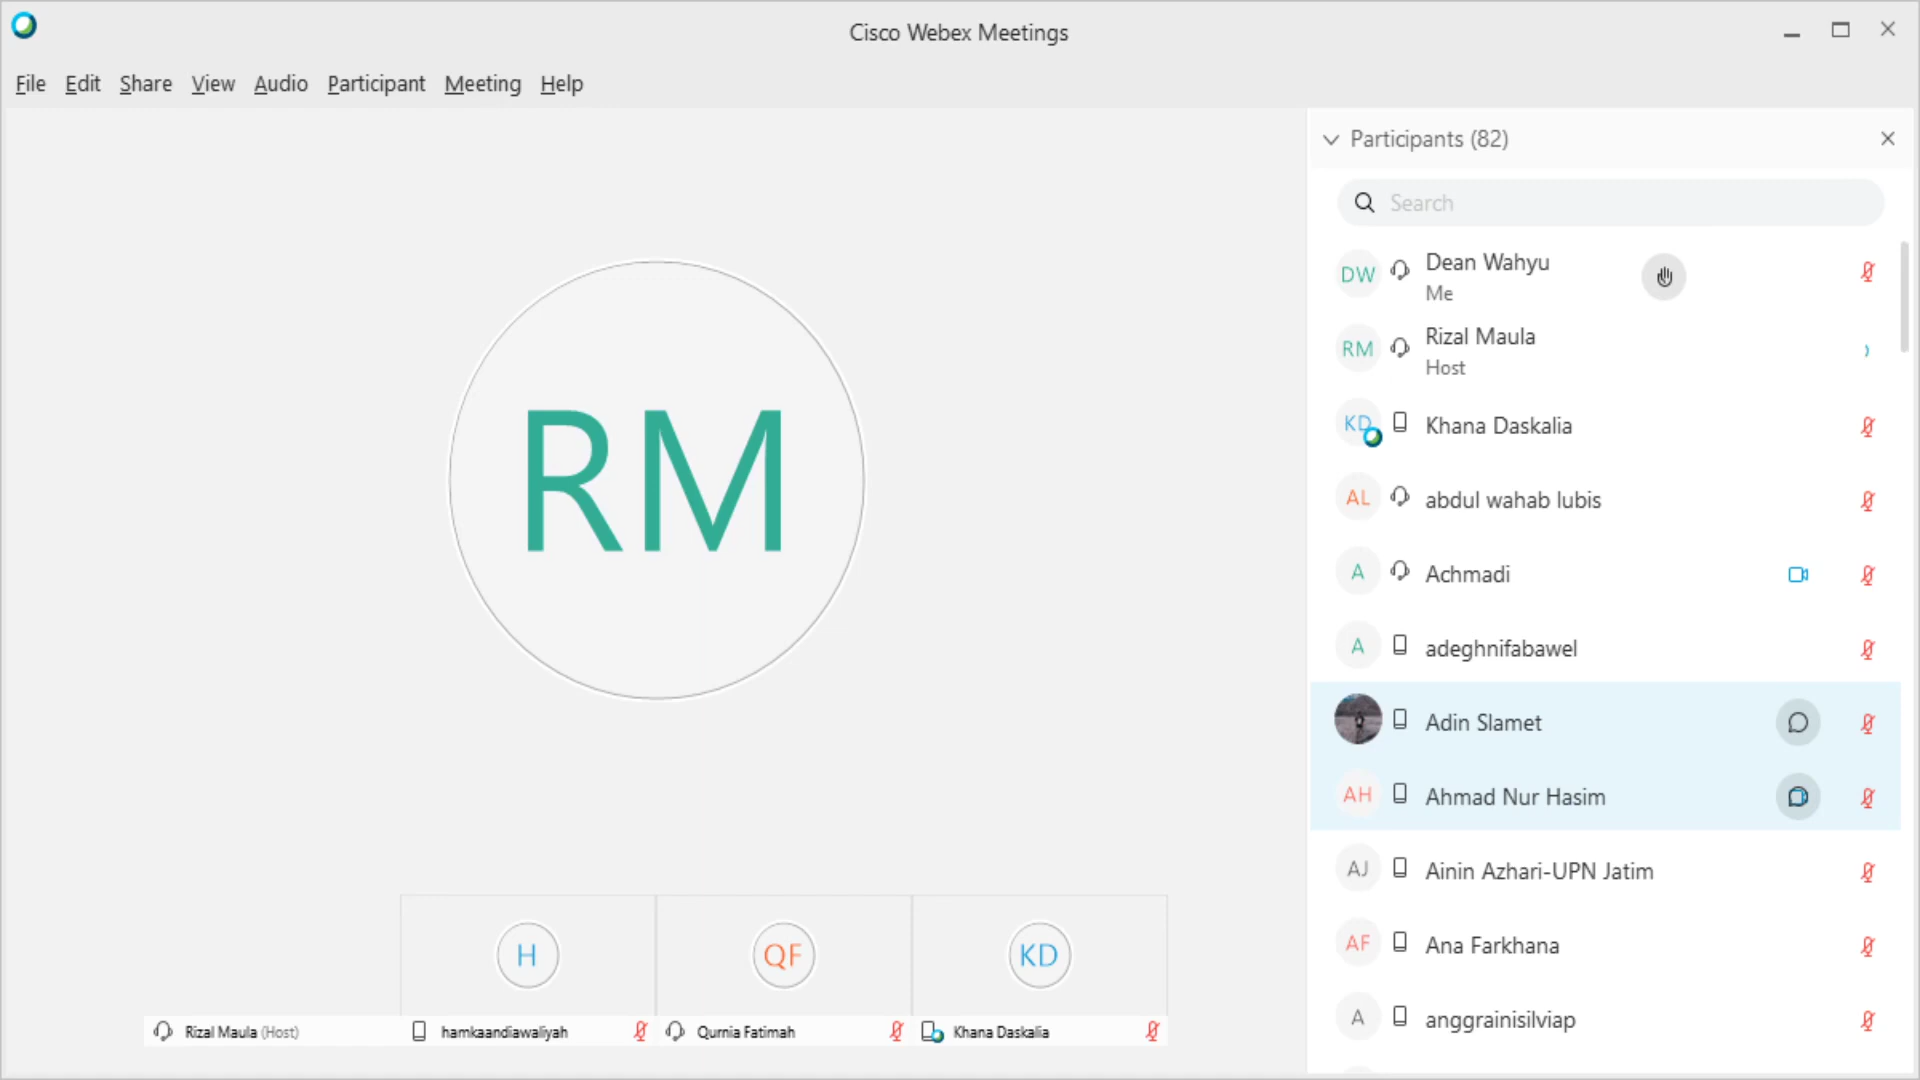 Cisco Webex Meetings
File Edit Share View Audio Participant Meeting Help
Participants (82)
Search
DW Dean Wahyu
Me
RM Rizal Maula
Host
KD Khana Daskalia
AL abdul wahab lubis
A Achmadi
A adeghnifabawel
Adin Slamet
AH Ahmad Nur Hasim
AJ Ainin Azhari-UPN Jatim
AF Ana Farkhana
A anggrainisilviap
RM
H QF KD
Rizal Maula (Host) hamkaandiawaliyah Qurnia Fatimah Khana Daskalia